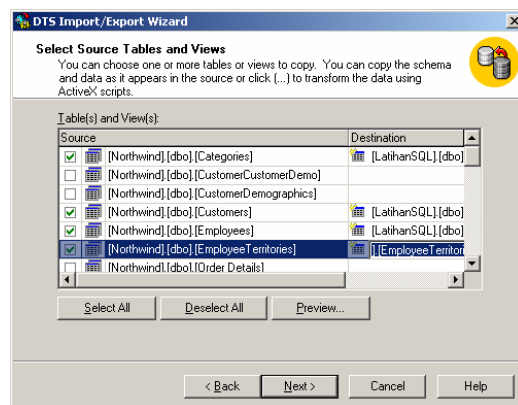 DTS Import/Export Wizard
Select Source Tables and Views
You can choose one or more tables or views to copy. You can copy the schema
and data as it appears in the source or click (...) to transform the data using
ActiveX scripts.
Table(s) and View(s):
Source Destination
[Northwind].[dbo].[Categories] [LatihanSQL].[dbo]
[Northwind].[dbo].[CustomerCustomerDemo]
[Northwind].[dbo].[CustomerDemographics]
[Northwind].[dbo].[Customers] [LatihanSQL].[dbo]
[Northwind].[dbo].[Employees] [LatihanSQL].[dbo]
[Northwind].[dbo].[EmployeeTerritories] ].[EmployeeTerritori
[Northwind].[dbo].[Order Details]
Select All Deselect All Preview...
< Back Next > Cancel Help